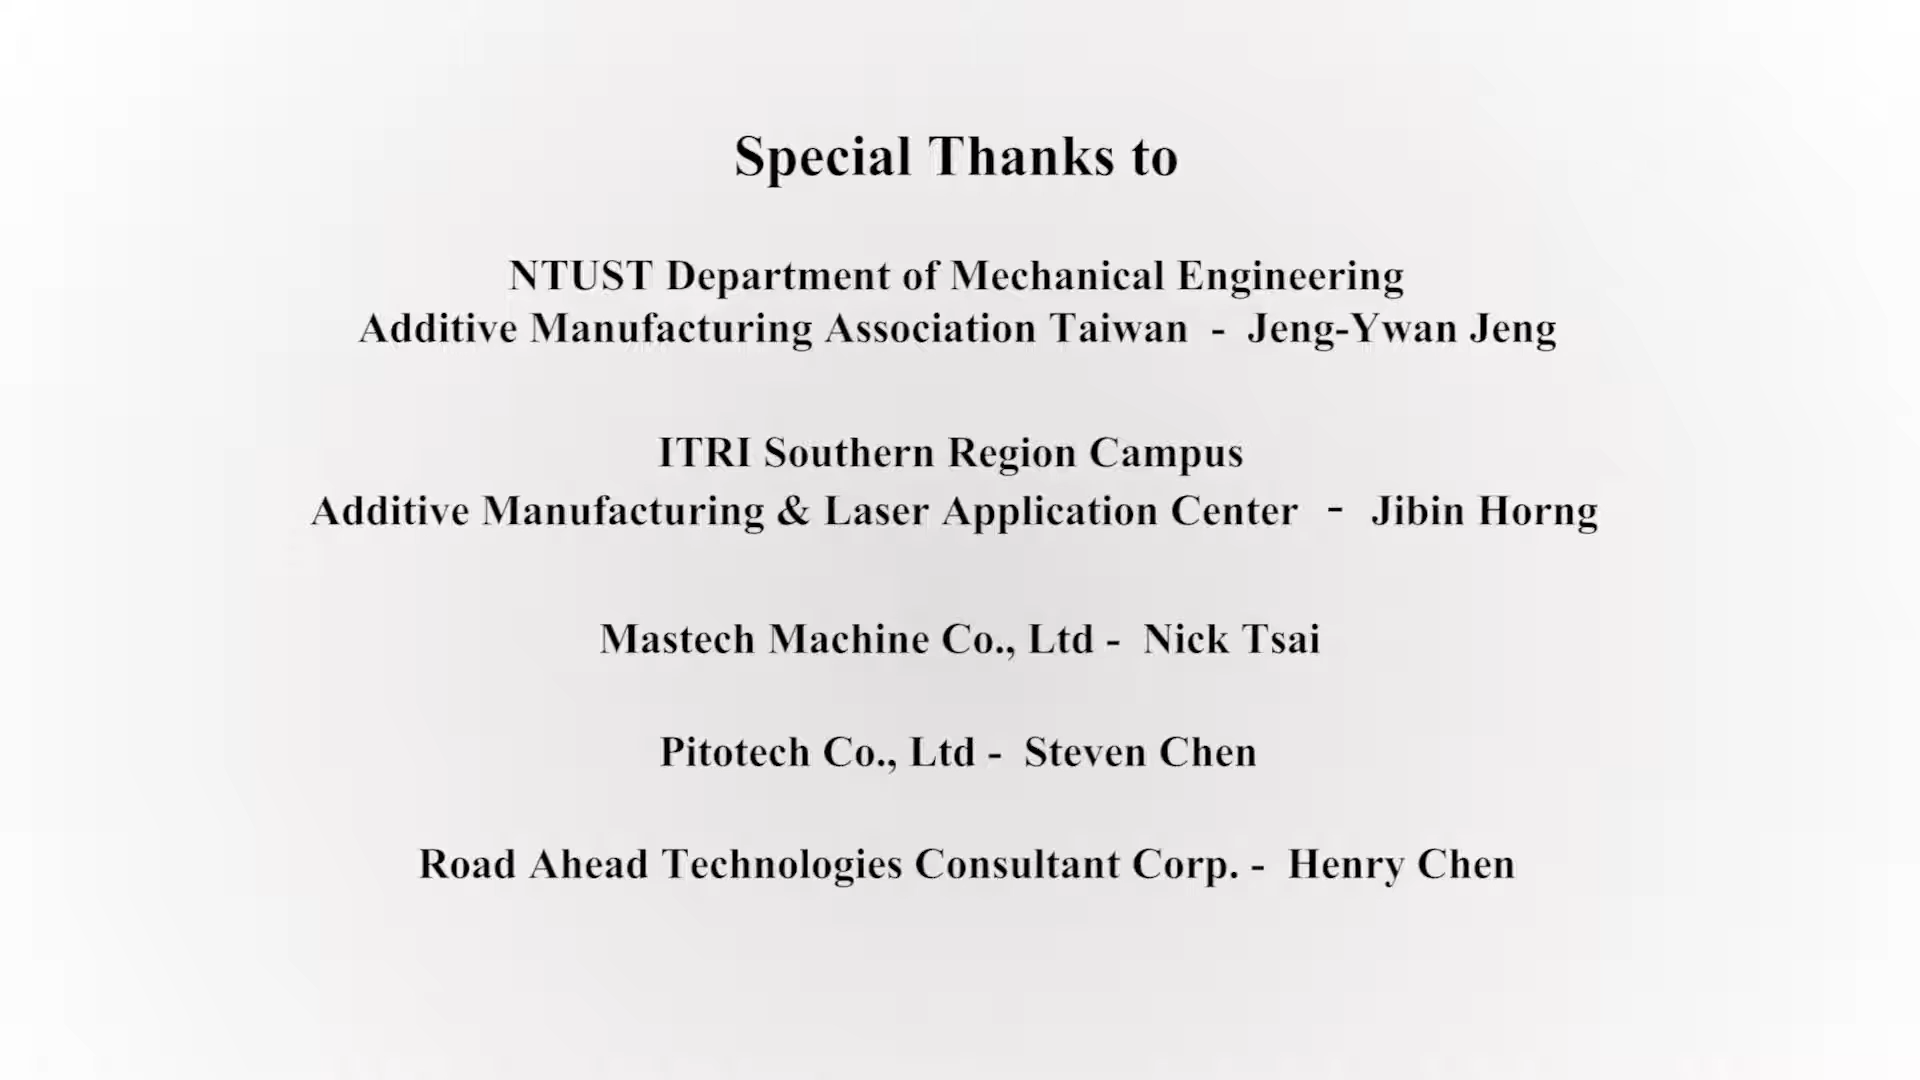 Special Thanks to
NTUST Department of Mechanical Engineering
Additive Manufacturing Association Taiwan - Jeng-Ywan Jeng
ITRI Southern Region Campus
Additive Manufacturing & Laser Application Center - Jibin Horng
Mastech Machine Co., Ltd - Nick Tsai
Pitotech Co., Ltd - Steven Chen
Road Ahead Technologies Consultant Corp. - Henry Chen